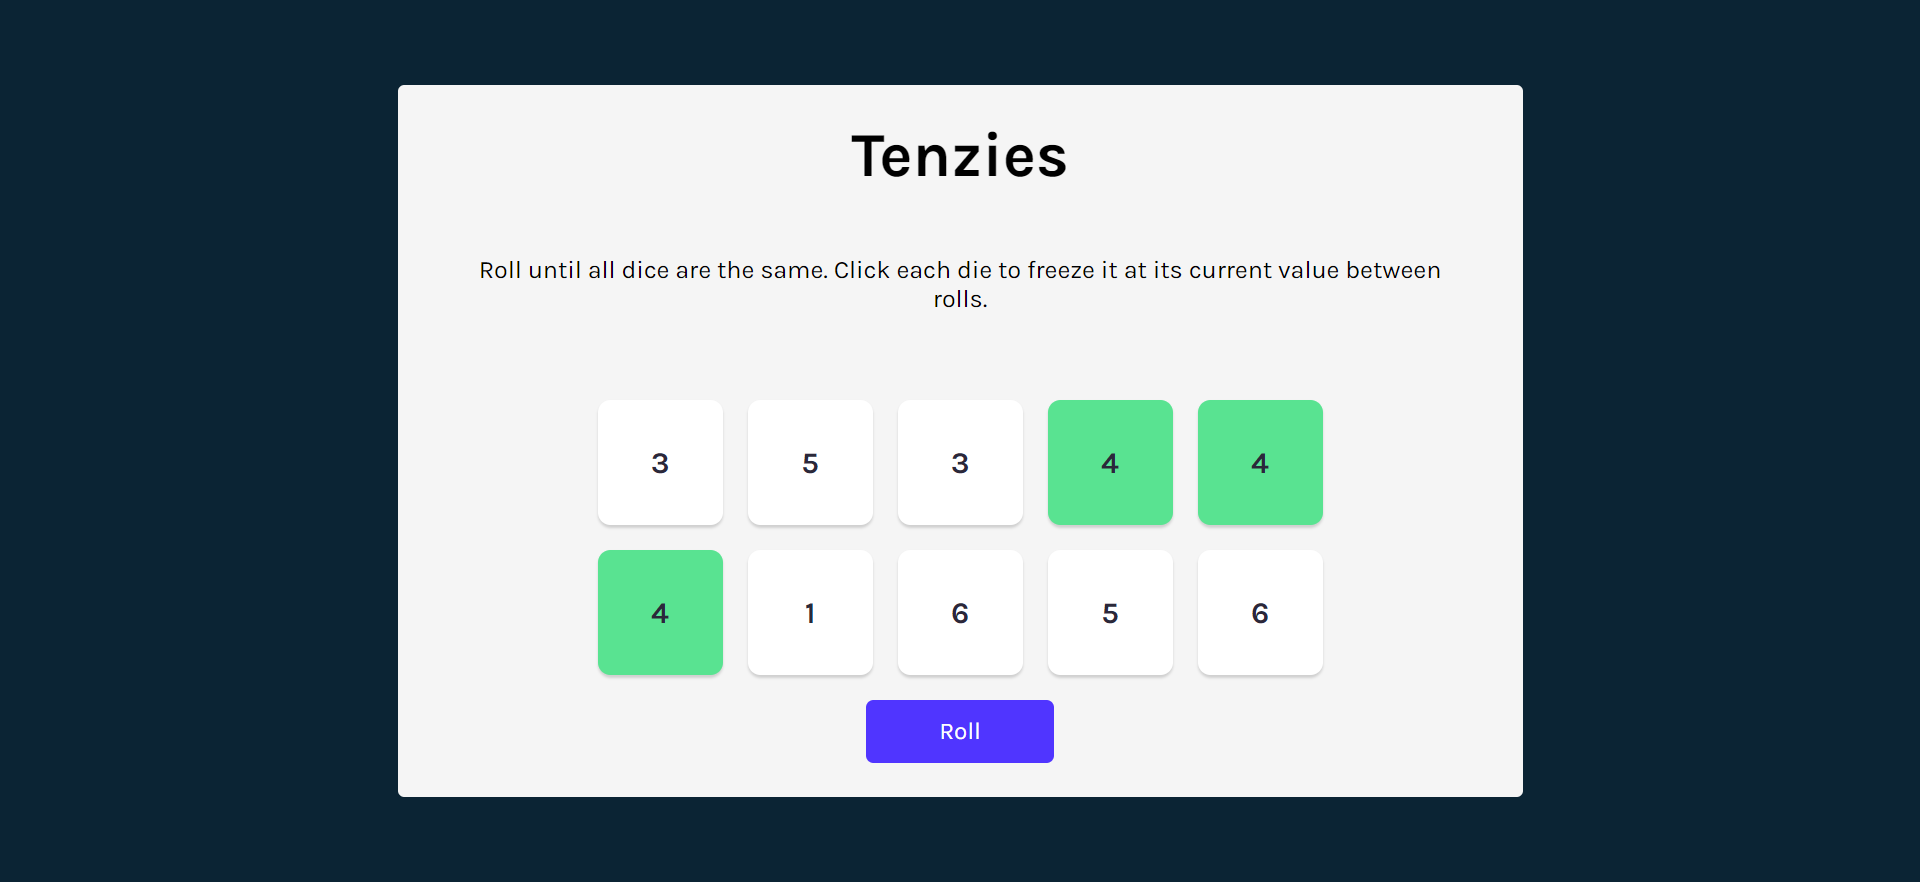 Tenzies
Roll until all dice are the same. Click each die to freeze it at its current value between
rolls.
3 5 3 4 4
4 1 6 5 6
Roll